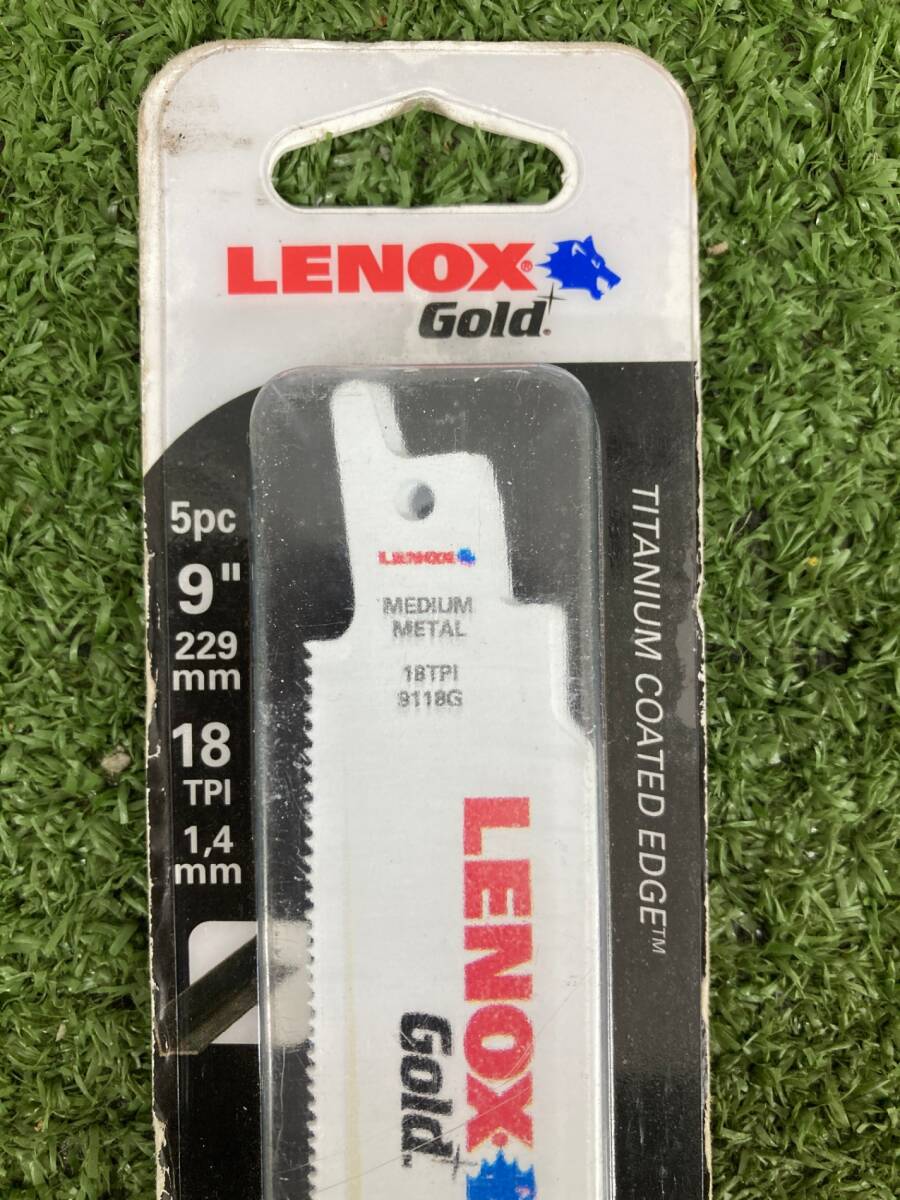 LENOX®
Gold®
5pc
9"
229
mm
18
TPI
1,4
mm
TITANIUM COATED EDGE™
LENOX
MEDIUM
METAL
18TPI
9118G
LENOX
Gold™